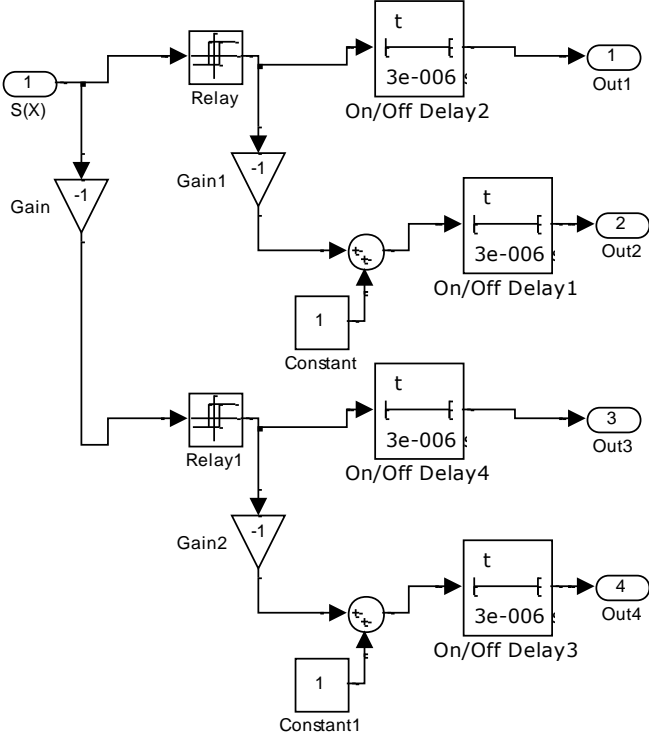 t
3e-006 s
On/Off Delay2
1
Out1
1
S(X)
Relay
-1
Gain1
-1
Gain
t
3e-006 s
On/Off Delay1
2
Out2
1
Constant
t
3e-006
On/Off Delay4
3
Out3
Relay1
-1
Gain2
t
3e-006 s
On/Off Delay3
4
Out4
1
Constant1